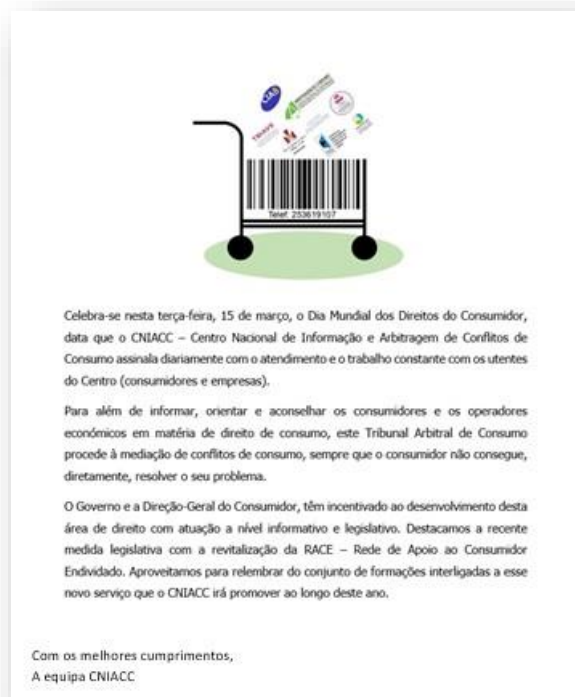 CIAB
TRIAVE
Telef. 253619107
Celebra-se nesta terça-feira, 15 de março, o Dia Mundial dos Direitos do Consumidor,
data que o CNIACC – Centro Nacional de Informação e Arbitragem de Conflitos de
Consumo assinala diariamente com o atendimento e o trabalho constante com os utentes
do Centro (consumidores e empresas).
Para além de informar, orientar e aconselhar os consumidores e os operadores
económicos em matéria de direito de consumo, este Tribunal Arbitral de Consumo
procede à mediação de conflitos de consumo, sempre que o consumidor não consegue,
diretamente, resolver o seu problema.
O Governo e a Direção-Geral do Consumidor, têm incentivado ao desenvolvimento desta
área de direito com atuação a nível informativo e legislativo. Destacamos a recente
medida legislativa com a revitalização da RACE – Rede de Apoio ao Consumidor
Endividado. Aproveitamos para relembrar do conjunto de formações interligadas a esse
novo serviço que o CNIACC irá promover ao longo deste ano.
Com os melhores cumprimentos,
A equipa CNIACC